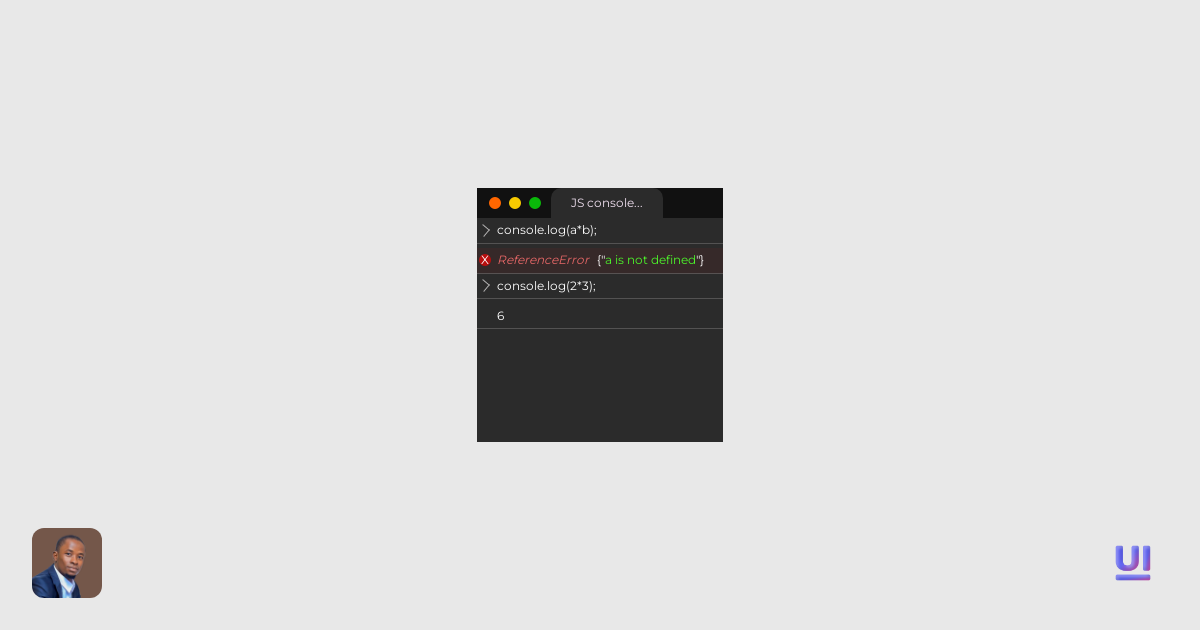 JS console...
console.log(a*b);
X ReferenceError {"a is not defined"}
console.log(2*3);
6
UI